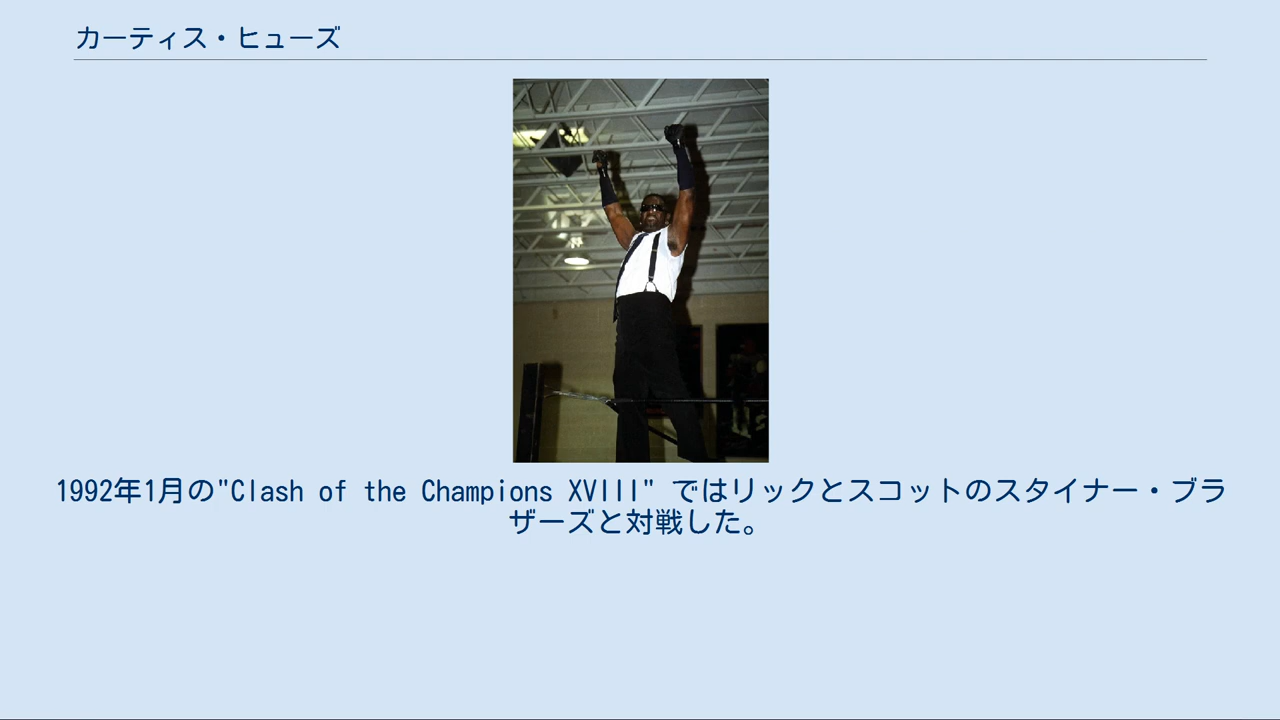 カーティス・ヒューズ
1992年1月の"Clash of the Champions XVIII" ではリックとスコットのスタイナー・ブラ
ザーズと対戦した。